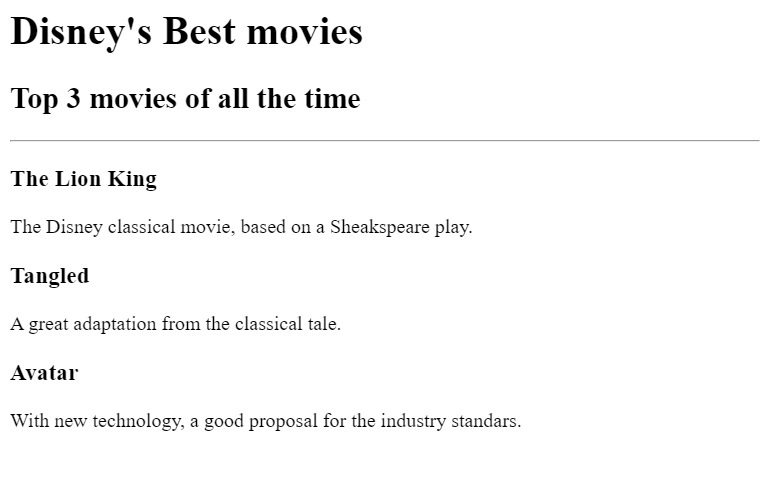 Disney's Best movies
Top 3 movies of all the time
The Lion King
The Disney classical movie, based on a Sheakspeare play.
Tangled
A great adaptation from the classical tale.
Avatar
With new technology, a good proposal for the industry standars.